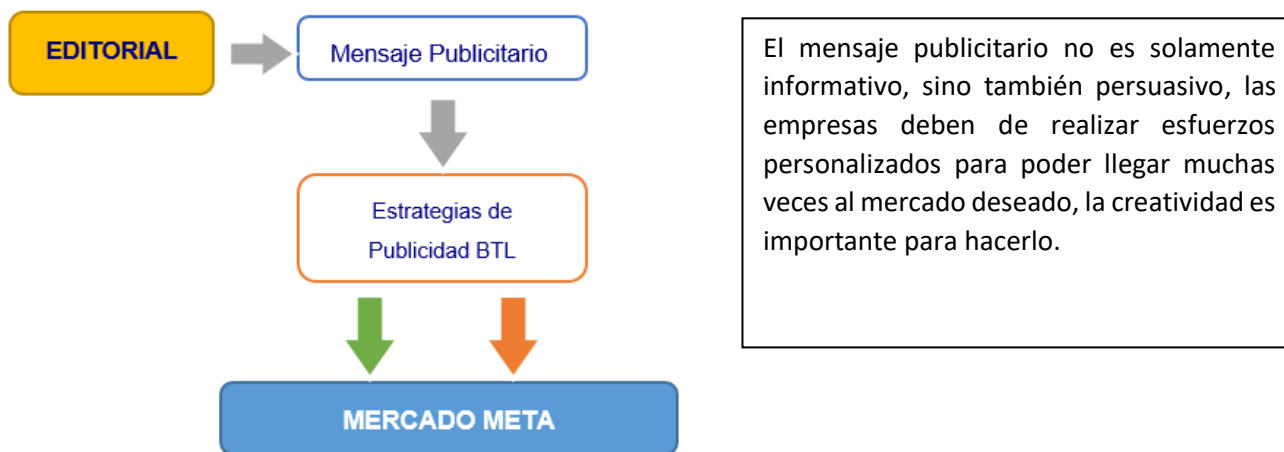 EDITORIAL
Mensaje Publicitario
Estrategias de
Publicidad BTL
MERCADO META
El mensaje publicitario no es solamente
informativo, sino también persuasivo, las
empresas deben de realizar esfuerzos
personalizados para poder llegar muchas
veces al mercado deseado, la creatividad es
importante para hacerlo.